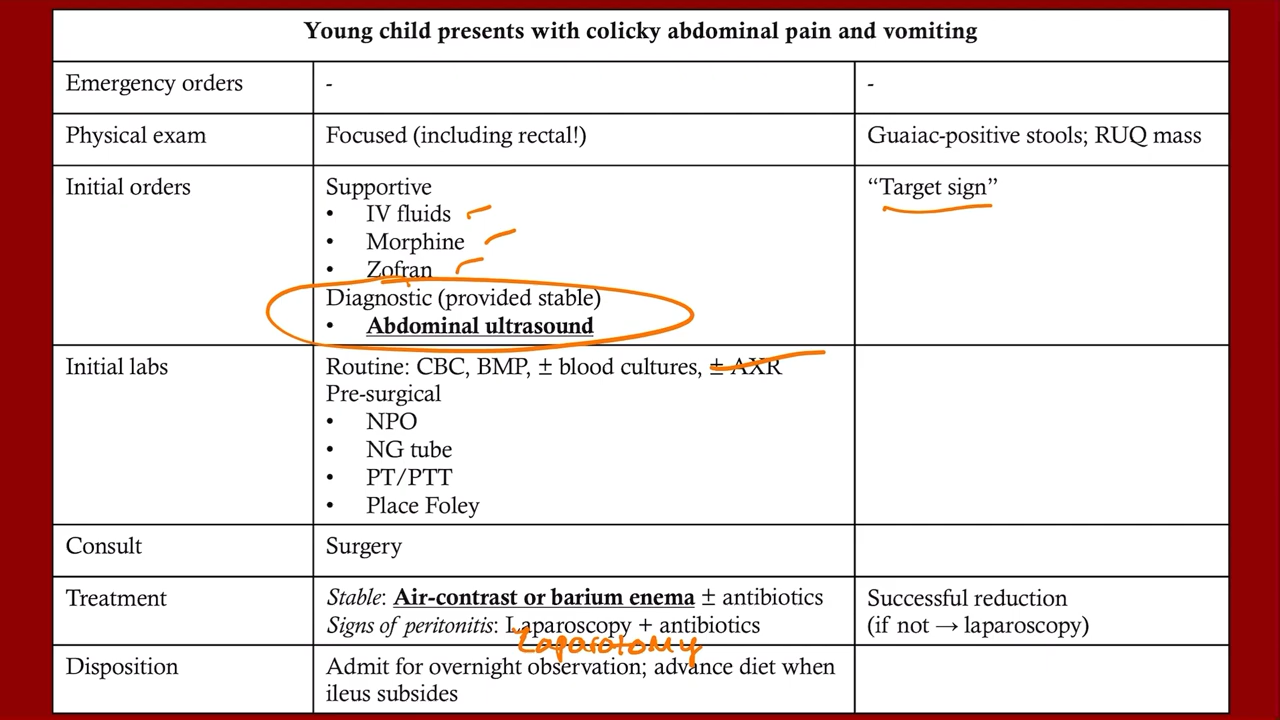 Young child presents with colicky abdominal pain and vomiting
Emergency orders
-
-
Physical exam
Focused (including rectal!)
Guaiac-positive stools; RUQ mass
Initial orders
Supportive
• IV fluids
• Morphine
• Zofran
Diagnostic (provided stable)
• Abdominal ultrasound
“Target sign”
Initial labs
Routine: CBC, BMP, ± blood cultures, ± AXR
Pre-surgical
• NPO
• NG tube
• PT/PTT
• Place Foley
Consult
Surgery
Treatment
Stable: Air-contrast or barium enema ± antibiotics
Signs of peritonitis: Laparoscopy + antibiotics
Laparotomy
Successful reduction
(if not → laparoscopy)
Disposition
Admit for overnight observation; advance diet when
ileus subsides